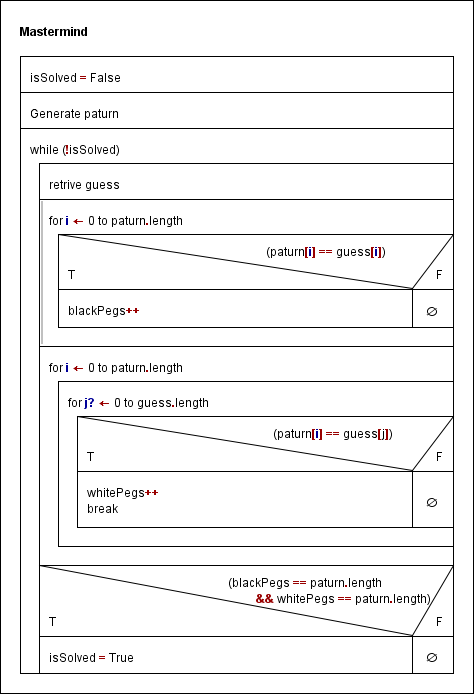 Mastermind
isSolved = False
Generate paturn
while (!isSolved)
retrive guess
for i ← 0 to paturn.length
(paturn[i] == guess[i])
T
F
blackPegs++
∅
for i ← 0 to paturn.length
for j? ← 0 to guess.length
(paturn[i] == guess[j])
T
F
whitePegs++
break
∅
(blackPegs == paturn.length
&& whitePegs == paturn.length)
T
F
isSolved = True
∅